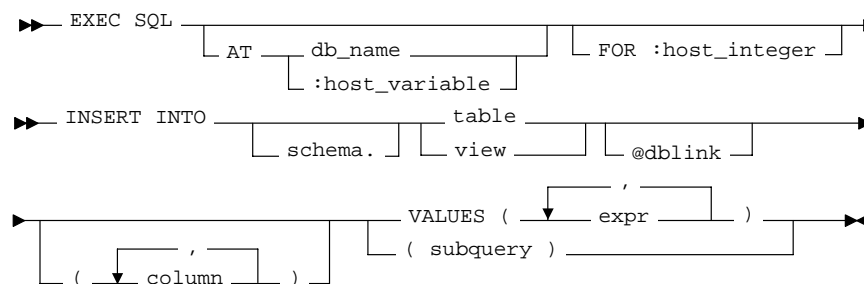 EXEC SQL
AT db_name FOR :host_integer
:host_variable
INSERT INTO table
schema. view @dblink
,
VALUES ( expr )
, ( subquery )
( column )